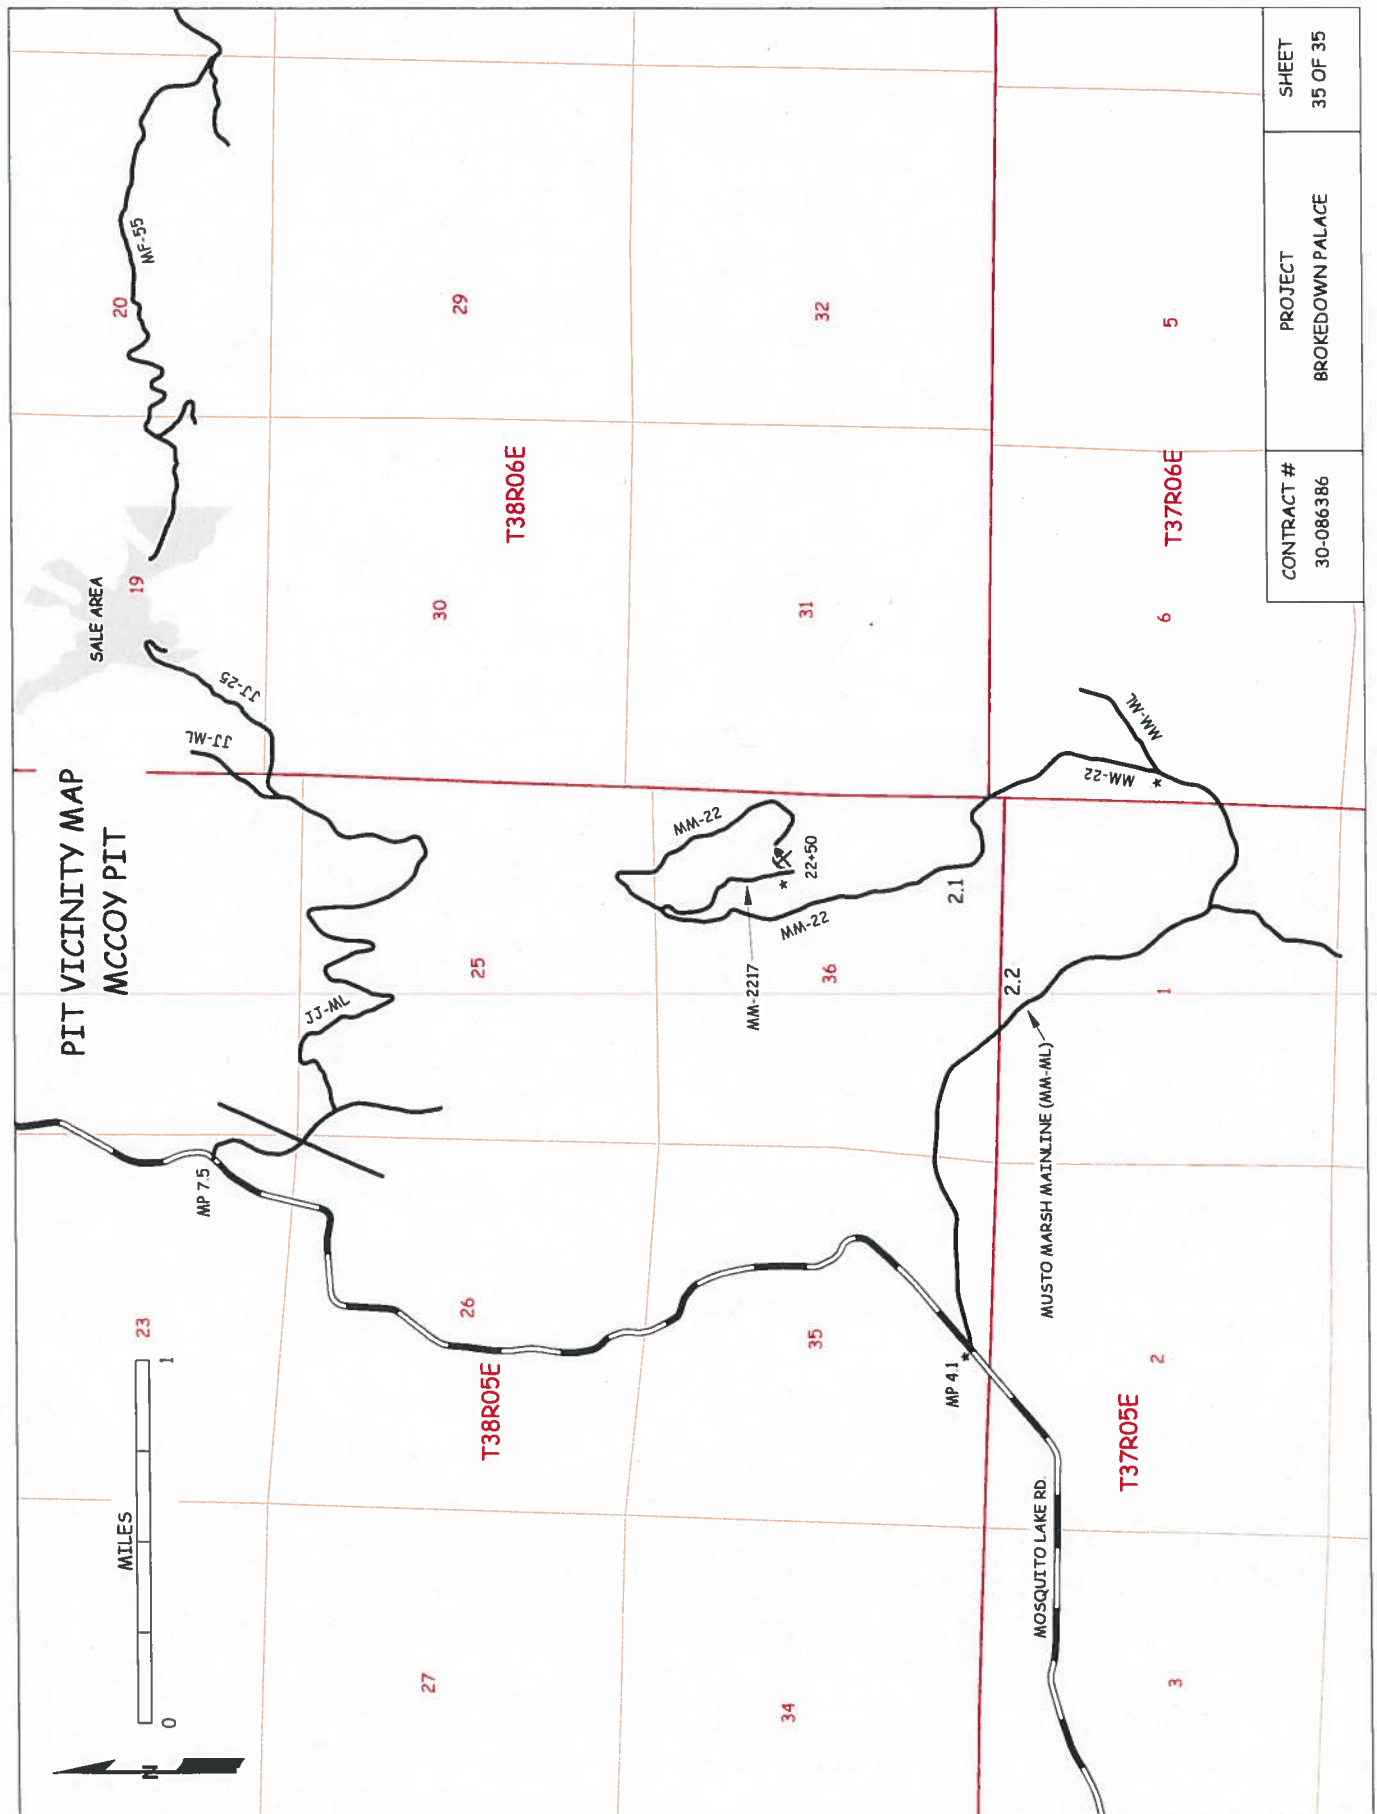 PIT VICINITY MAP
MCCOY PIT
N
MILES
0
1
SALE AREA
19
20
MF-55
JJ-25
JJ-ML
JJ-ML
MP 7.5
23
25
26
27
29
30
T38R05E
T38R06E
MM-22
22+50
MM-2217
MM-22
2.1
31
32
34
35
36
MP 4.1
MOSQUITO LAKE RD.
MUSTO MARSH MAINLINE (MM-ML)
2.2
MM-22
MM-ML
1
2
3
5
6
T37R05E
T37R06E
CONTRACT #
30-086386
PROJECT
BROKEDOWN PALACE
SHEET
35 OF 35